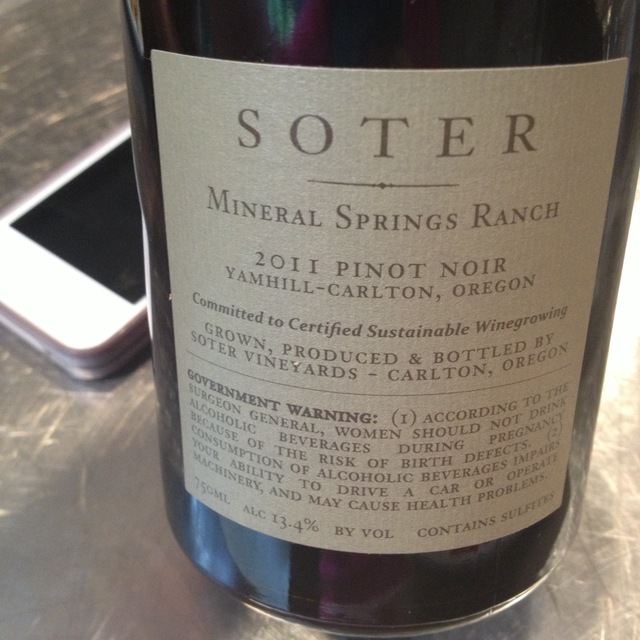 SOTER
MINERAL SPRINGS RANCH
2011 PINOT NOIR
YAMHILL-CARLTON, OREGON
Committed to Certified Sustainable Winegrowing
GROWN, PRODUCED & BOTTLED BY
SOTER VINEYARDS - CARLTON, OREGON
GOVERNMENT WARNING: (1) ACCORDING TO THE
SURGEON GENERAL, WOMEN SHOULD NOT DRINK
ALCOHOLIC BEVERAGES DURING PREGNANCY
BECAUSE OF THE RISK OF BIRTH DEFECTS. (2)
CONSUMPTION OF ALCOHOLIC BEVERAGES IMPAIRS
YOUR ABILITY TO DRIVE A CAR OR OPERATE
MACHINERY, AND MAY CAUSE HEALTH PROBLEMS.
750ML ALC 13.4% BY VOL CONTAINS SULFITES